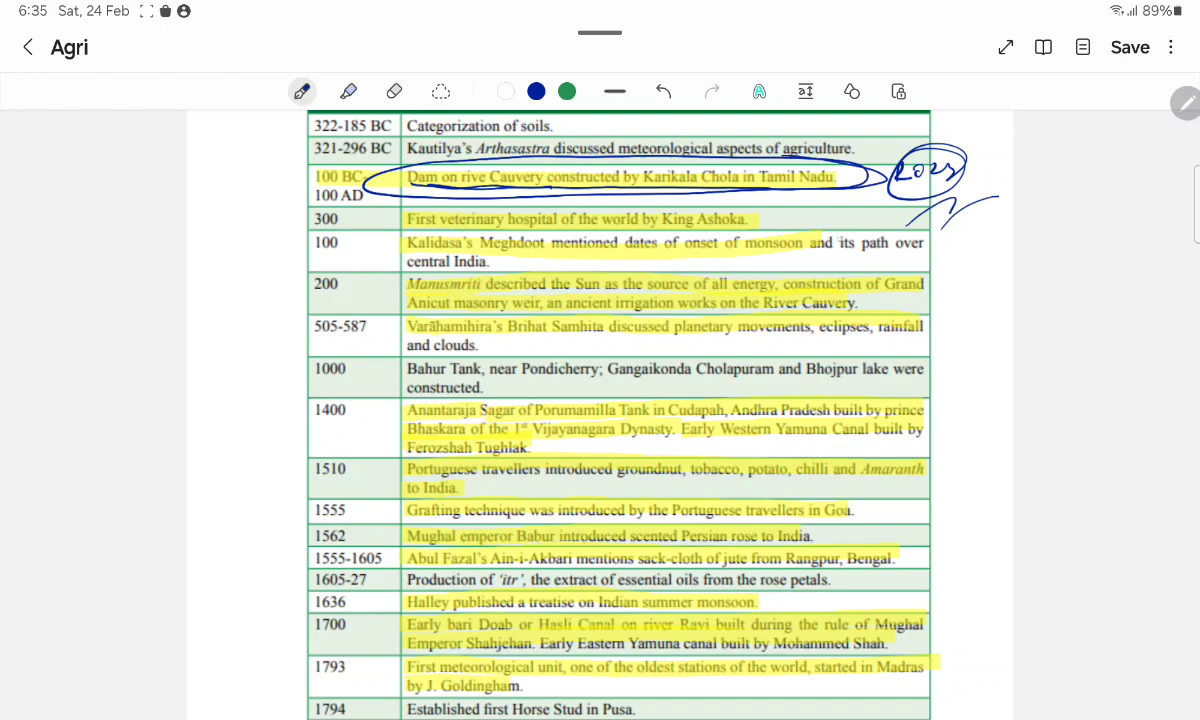 6:35 Sat, 24 Feb
89%
Agri
Save
322-185 BC Categorization of soils.
321-296 BC Kautilya's Arthasastra discussed meteorological aspects of agriculture.
100 BC- Dam on rive Cauvery constructed by Karikala Chola in Tamil Nadu.
100 AD
300 First veterinary hospital of the world by King Ashoka.
100 Kalidasa's Meghdoot mentioned dates of onset of monsoon and its path over
central India.
200 Manusmriti described the Sun as the source of all energy, construction of Grand
Anicut masonry weir, an ancient irrigation works on the River Cauvery.
505-587 Varāhamihira's Brihat Samhita discussed planetary movements, eclipses, rainfall
and clouds.
1000 Bahur Tank, near Pondicherry; Gangaikonda Cholapuram and Bhojpur lake were
constructed.
1400 Anantaraja Sagar of Porumamilla Tank in Cudapah, Andhra Pradesh built by prince
Bhaskara of the 1st Vijayanagara Dynasty. Early Western Yamuna Canal built by
Ferozshah Tughlak.
1510 Portuguese travellers introduced groundnut, tobacco, potato, chilli and Amaranth
to India.
1555 Grafting technique was introduced by the Portuguese travellers in Goa.
1562 Mughal emperor Babur introduced scented Persian rose to India.
1555-1605 Abul Fazal's Ain-i-Akbari mentions sack-cloth of jute from Rangpur, Bengal.
1605-27 Production of 'itr', the extract of essential oils from the rose petals.
1636 Halley published a treatise on Indian summer monsoon.
1700 Early bari Doab or Hasli Canal on river Ravi built during the rule of Mughal
Emperor Shahjehan. Early Eastern Yamuna canal built by Mohammed Shah.
1793 First meteorological unit, one of the oldest stations of the world, started in Madras
by J. Goldingham.
1794 Established first Horse Stud in Pusa.